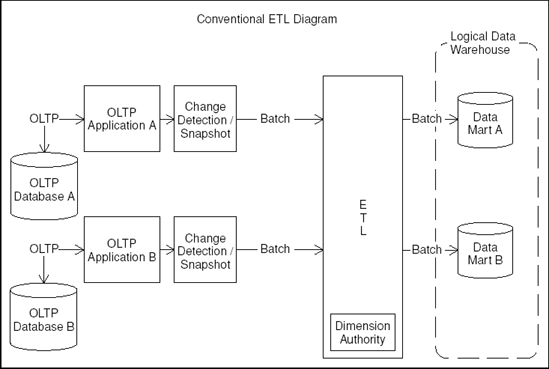 Conventional ETL Diagram
Logical Data
Warehouse
OLTP
OLTP
Application A
Change
Detection /
Snapshot
Batch
Batch
Data
Mart A
OLTP
Database A
E
T
L
OLTP
OLTP
Application B
Change
Detection /
Snapshot
Batch
Batch
Data
Mart B
OLTP
Database B
Dimension
Authority